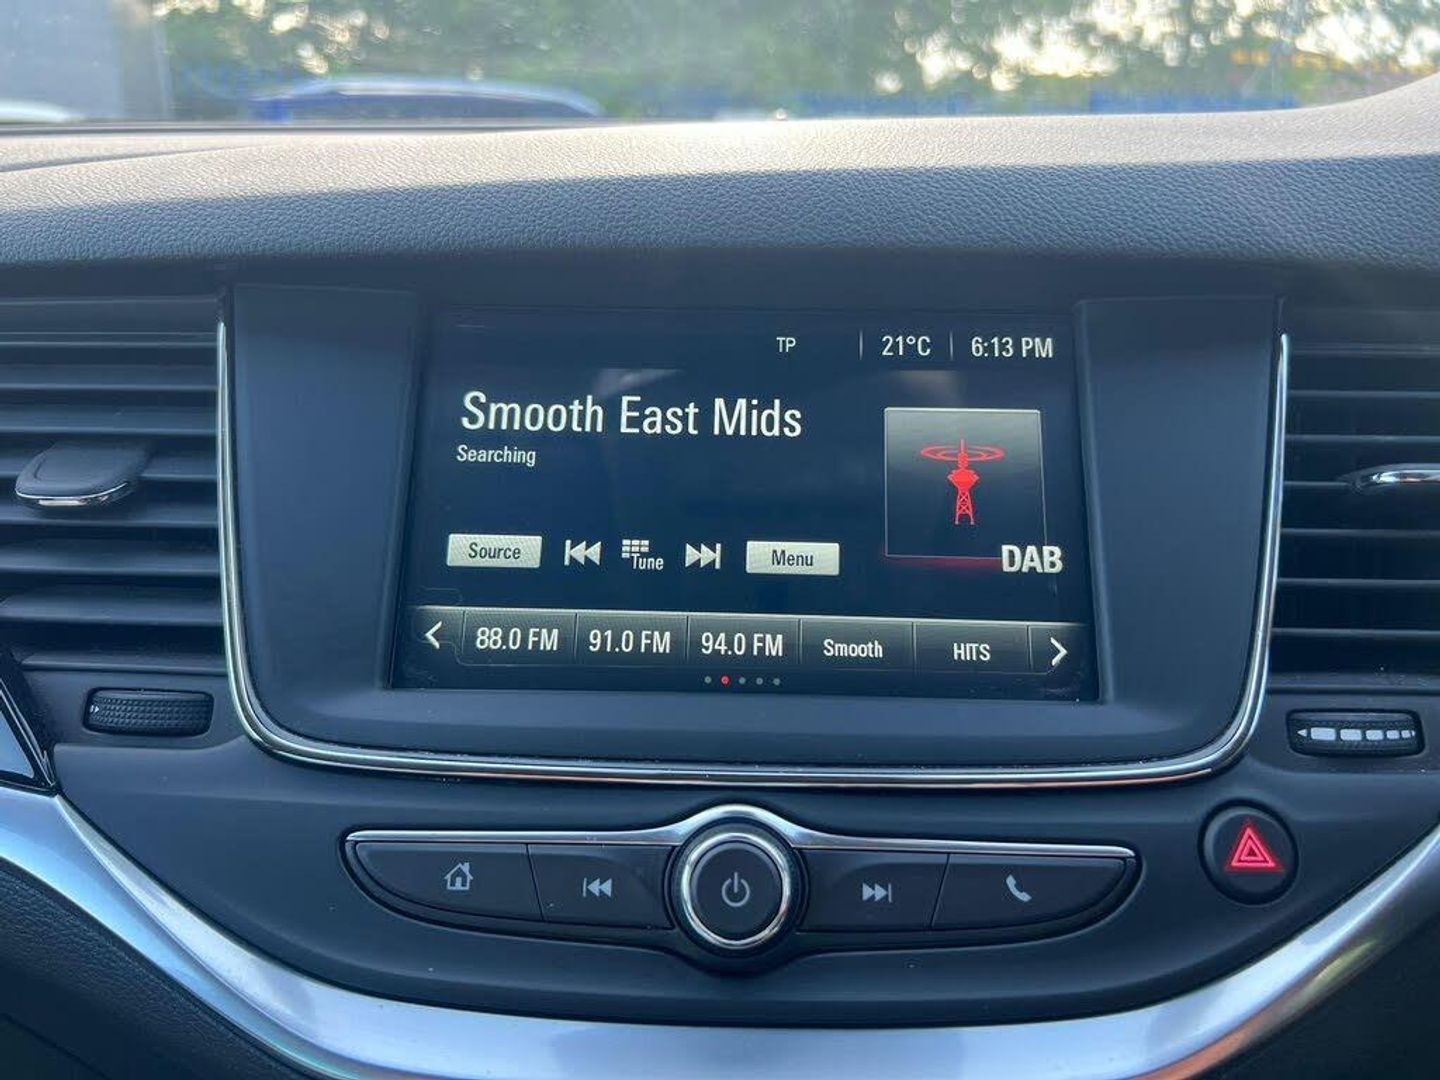 TP 21°C 6:13 PM
Smooth East Mids
Searching
Source Tune Menu
DAB
88.0 FM 91.0 FM 94.0 FM Smooth HITS